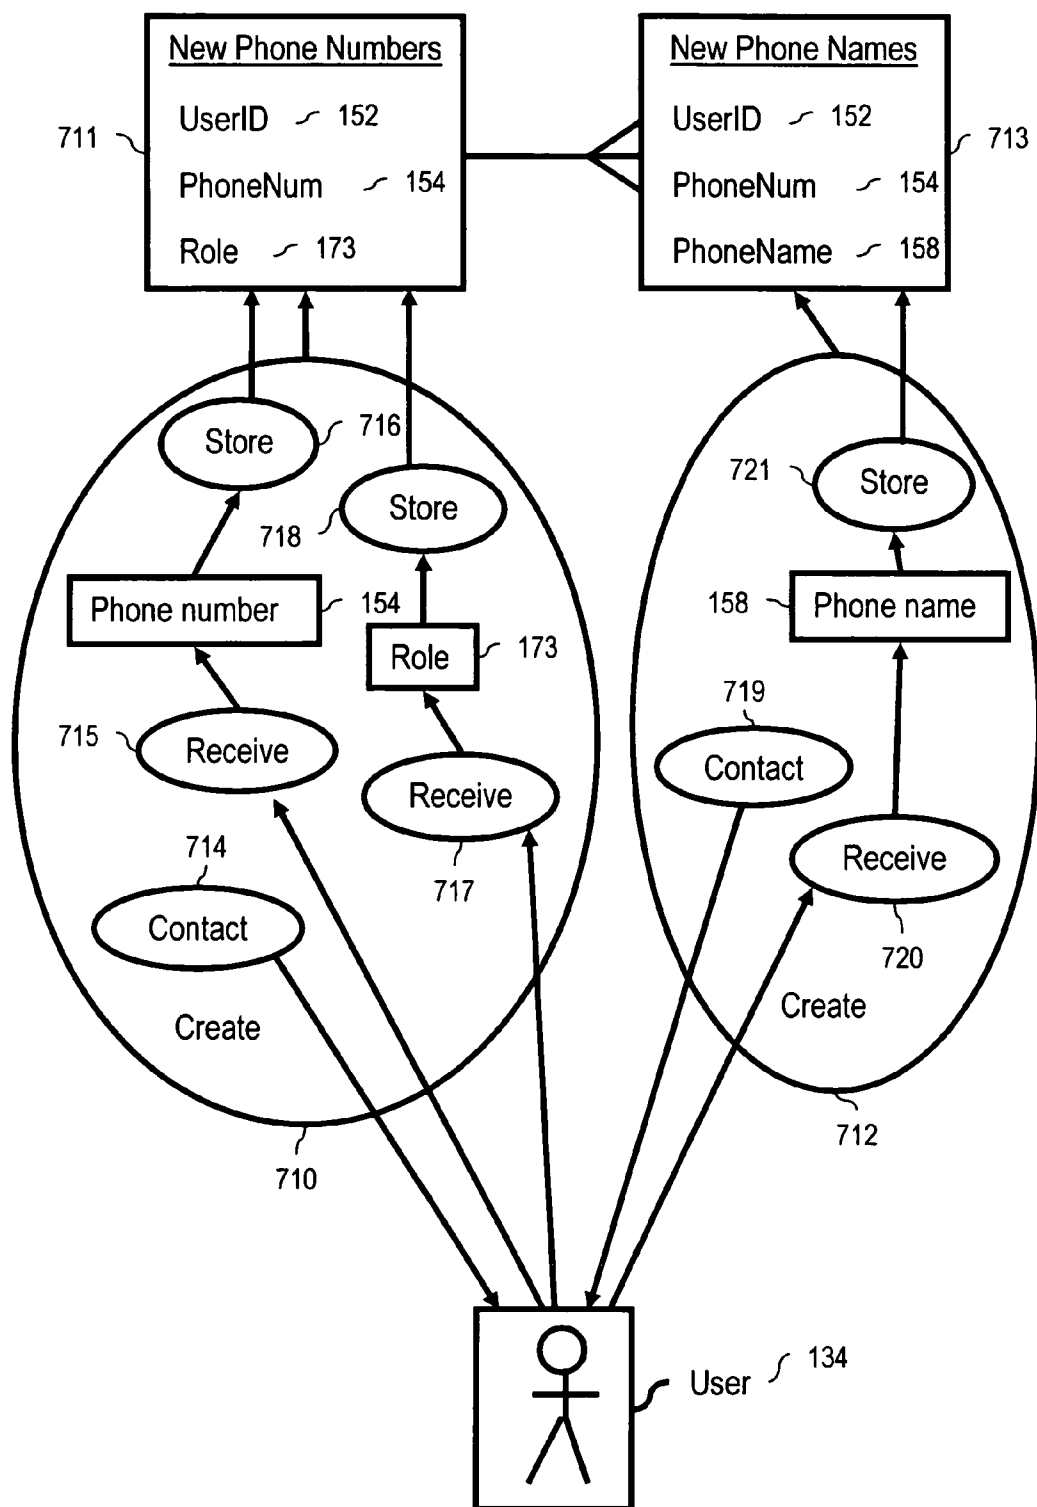 New Phone Numbers
UserID 152
PhoneNum 154
Role 173
711
New Phone Names
UserID 152
PhoneNum 154
PhoneName 158
713
Store 716
Store
718
Phone number 154
Role 173
715 Receive
Receive
717
714
Contact
Create
710
721 Store
158 Phone name
719
Contact
Receive
720
Create
712
User 134